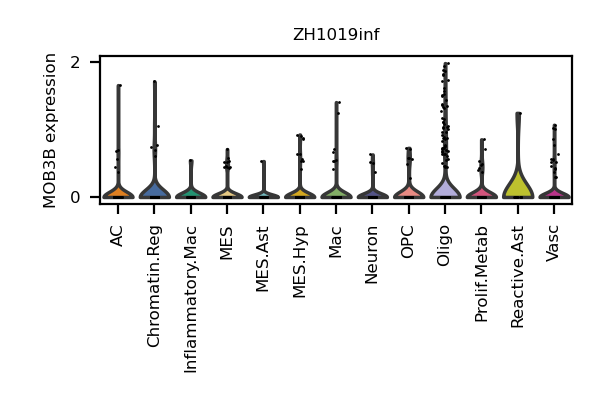 ZH1019inf
MOB3B expression
2
0
AC
Chromatin.Reg
Inflammatory.Mac
MES
MES.Ast
MES.Hyp
Mac
Neuron
OPC
Oligo
Prolif.Metab
Reactive.Ast
Vasc